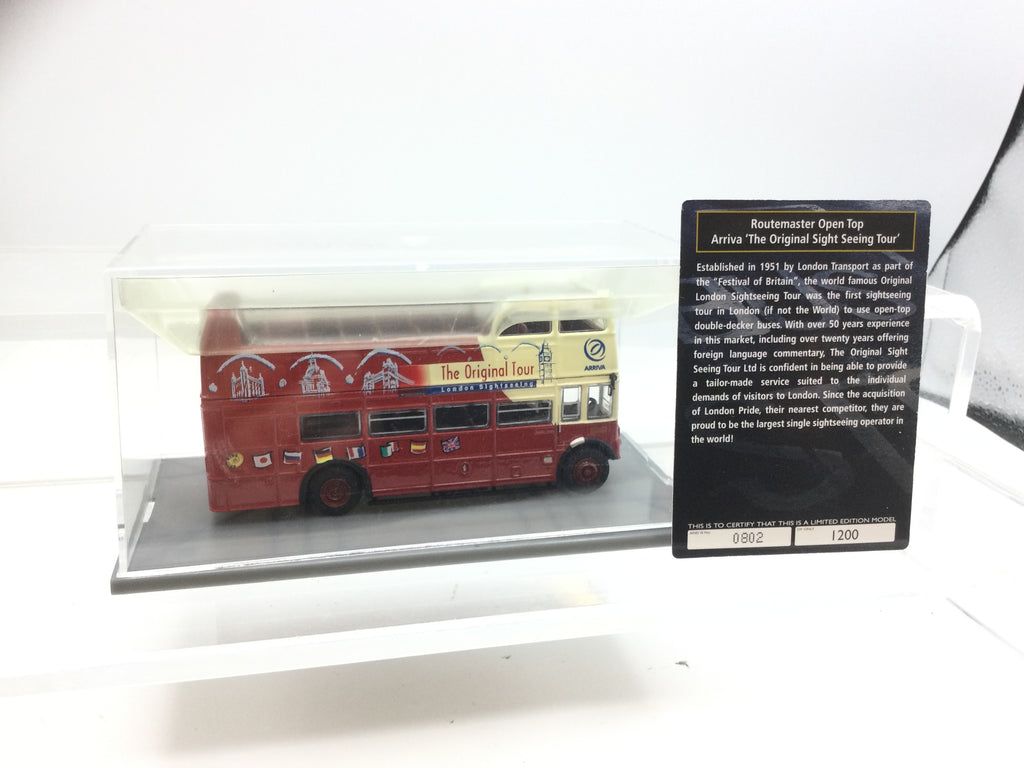 The Original Tour
London Sightseeing
ARRIVA
Routemaster Open Top
Arriva 'The Original Sight Seeing Tour'
Established in 1951 by London Transport as part of
the "Festival of Britain", the world famous Original
London Sightseeing Tour was the first sightseeing
tour in London (if not the World) to use open-top
double-decker buses. With over 50 years experience
in this market, including over twenty years offering
foreign language commentary, The Original Sight
Seeing Tour Ltd is confident in being able to provide
a tailor-made service suited to the individual
demands of visitors to London. Since the acquisition
of London Pride, their nearest competitor, they are
proud to be the largest single sightseeing operator in
the world!
THIS IS TO CERTIFY THAT THIS IS A LIMITED EDITION MODEL
0802
1200